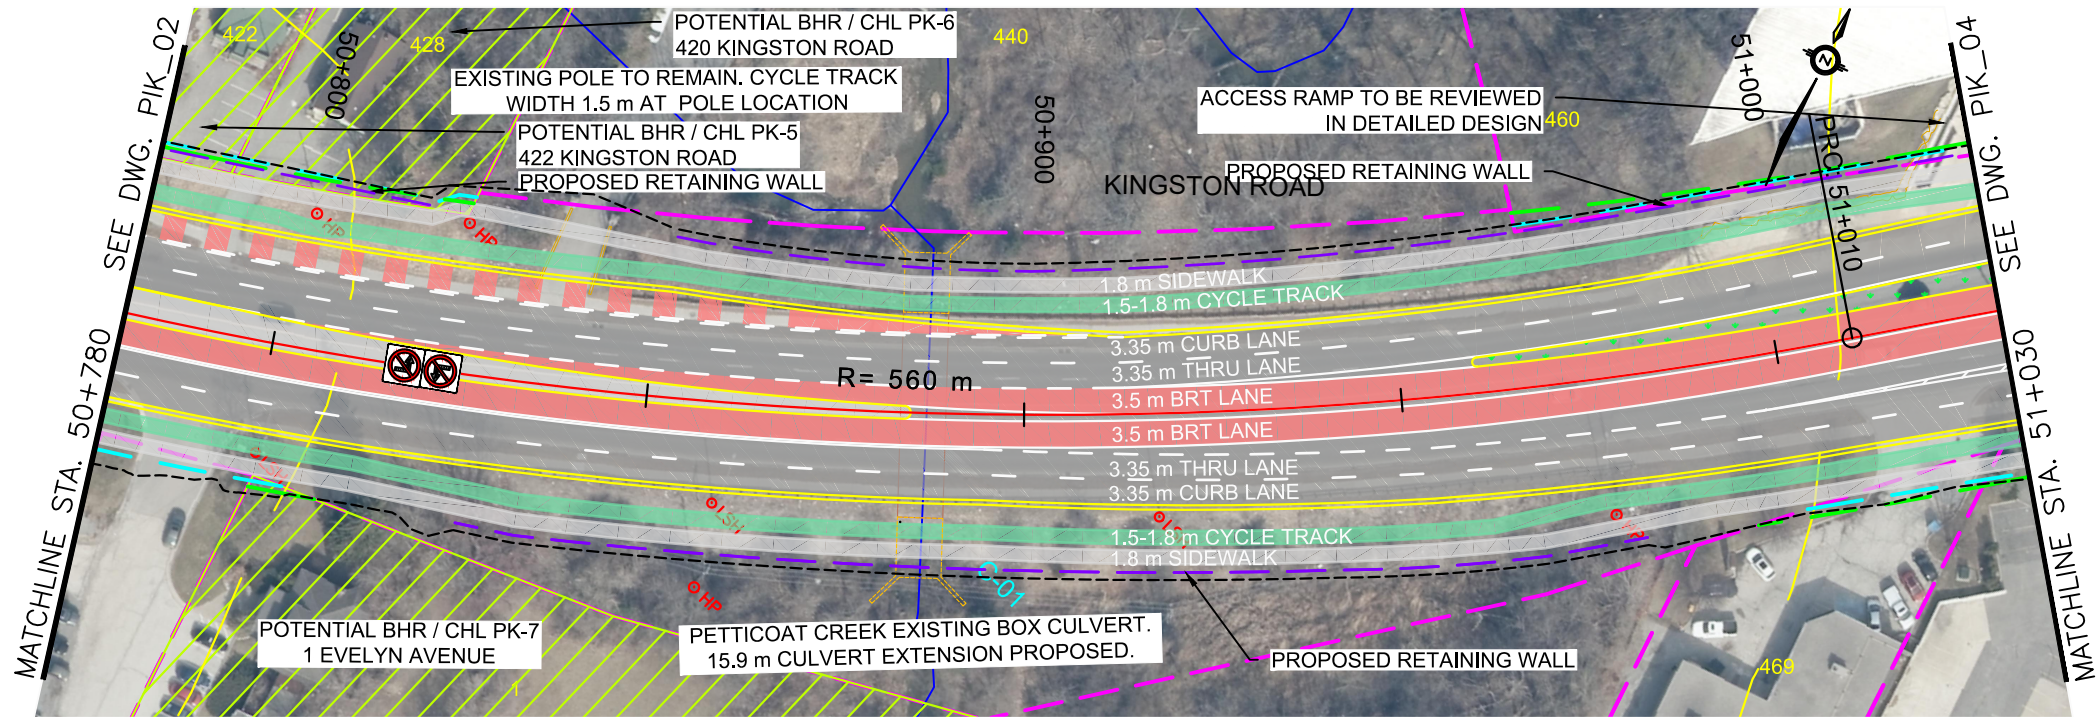 SEE DWG. PIK_02
MATCHLINE STA. 50+780
422
428
50+800
POTENTIAL BHR / CHL PK-6
420 KINGSTON ROAD
EXISTING POLE TO REMAIN. CYCLE TRACK
WIDTH 1.5 m AT POLE LOCATION
POTENTIAL BHR / CHL PK-5
422 KINGSTON ROAD
PROPOSED RETAINING WALL
440
50+900
KINGSTON ROAD
ACCESS RAMP TO BE REVIEWED
IN DETAILED DESIGN
460
PROPOSED RETAINING WALL
51+000
N
PRC: 51+010
SEE DWG. PIK_04
MATCHLINE STA. 51+030
HP
HP
1.8 m SIDEWALK
1.5-1.8 m CYCLE TRACK
3.35 m CURB LANE
3.35 m THRU LANE
R= 560 m
3.5 m BRT LANE
3.5 m BRT LANE
3.35 m THRU LANE
3.35 m CURB LANE
1.5-1.8 m CYCLE TRACK
1.8 m SIDEWALK
LSH
HP
C-01
POTENTIAL BHR / CHL PK-7
1 EVELYN AVENUE
1
PETTICOAT CREEK EXISTING BOX CULVERT.
15.9 m CULVERT EXTENSION PROPOSED.
PROPOSED RETAINING WALL
469